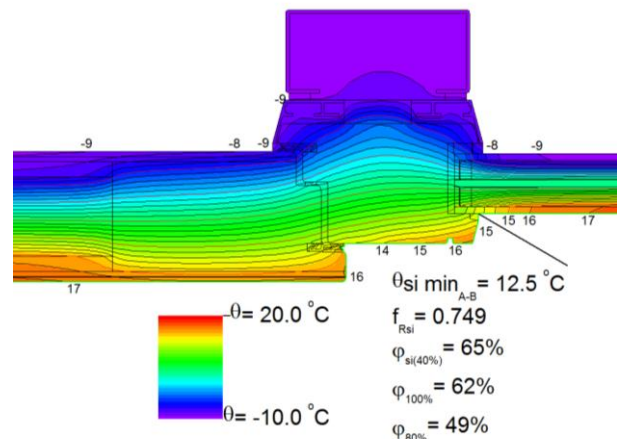 -9
-9 -8 -9 -8 -9
14 15 16 15 15 16 17
16
17
θsi min A-B = 12.5 °C
fRsi = 0.749
φsi(40%) = 65%
φ100% = 62%
φ80% = 49%
θ= 20.0 °C
θ= -10.0 °C